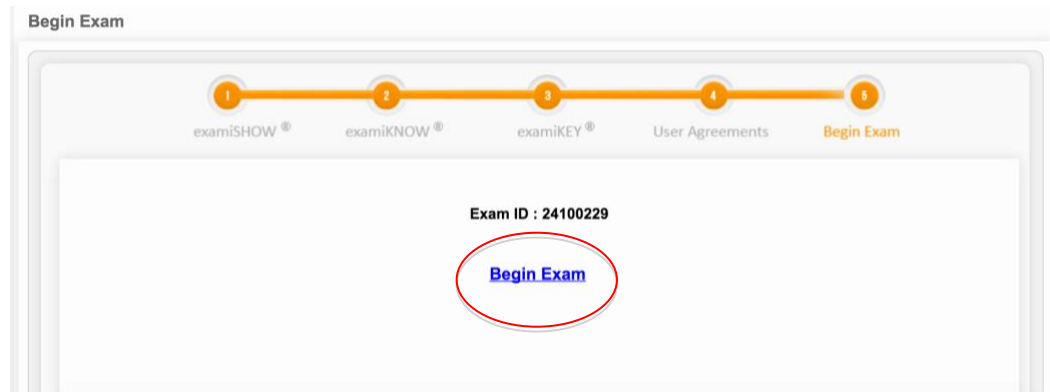 Begin Exam
1 2 3 4 5
examiSHOW ® examiKNOW ® examiKEY ® User Agreements Begin Exam
Exam ID : 24100229
Begin Exam